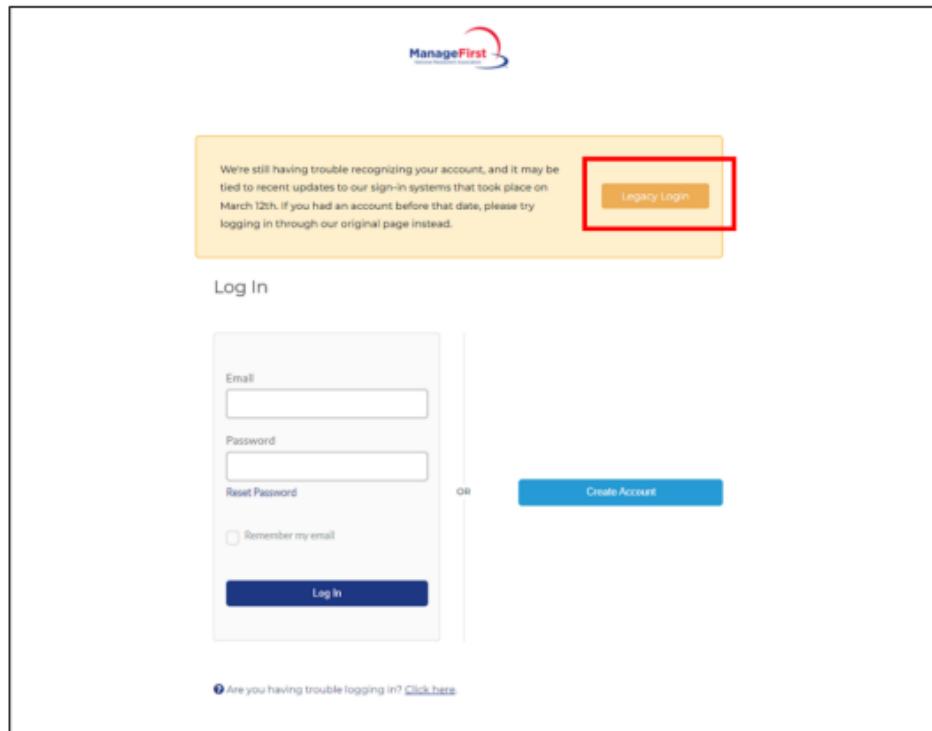 ManageFirst
National Restaurant Association
We're still having trouble recognizing your account, and it may be
tied to recent updates to our sign-in systems that took place on
March 12th. If you had an account before that date, please try
logging in through our original page instead.
Legacy Login
Log In
Email
Password
Reset Password
OR
Create Account
Remember my email
Log In
Are you having trouble logging in? Click here.